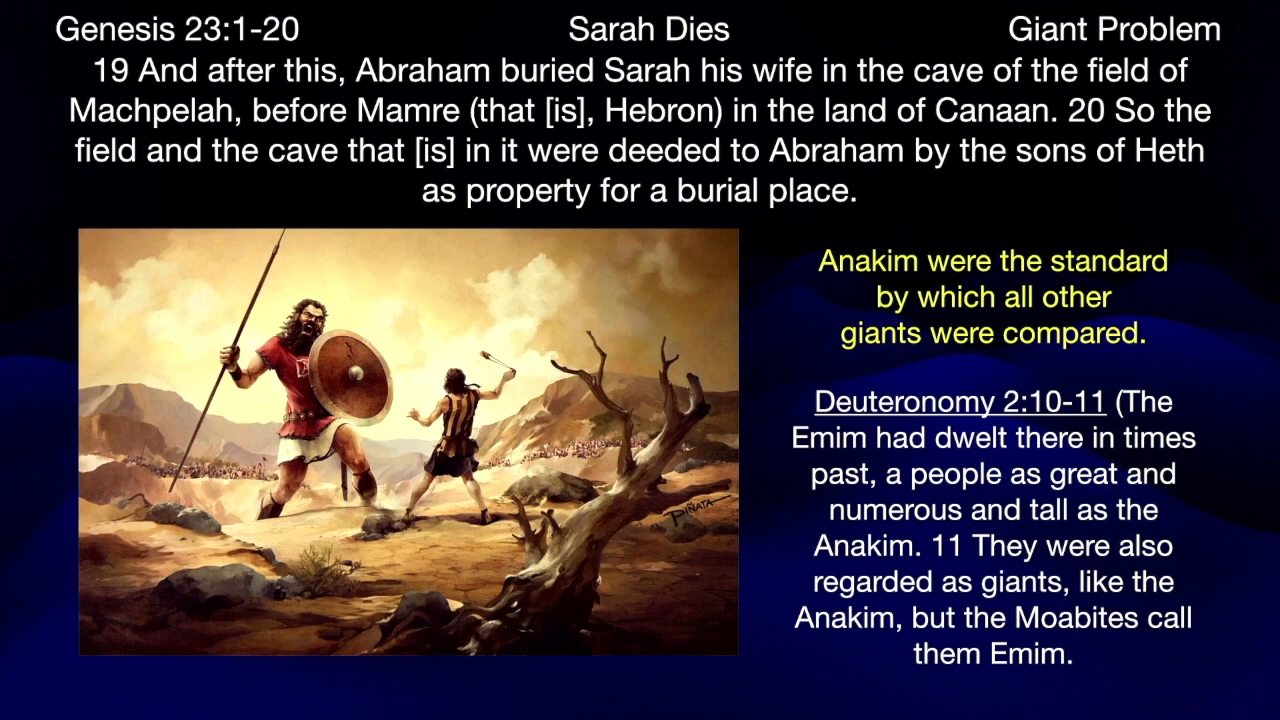 Genesis 23:1-20 Sarah Dies Giant Problem
19 And after this, Abraham buried Sarah his wife in the cave of the field of
Machpelah, before Mamre (that [is], Hebron) in the land of Canaan. 20 So the
field and the cave that [is] in it were deeded to Abraham by the sons of Heth
as property for a burial place.
Anakim were the standard
by which all other
giants were compared.
Deuteronomy 2:10-11 (The
Emim had dwelt there in times
past, a people as great and
numerous and tall as the
Anakim. 11 They were also
regarded as giants, like the
Anakim, but the Moabites call
them Emim.
PIÑATA